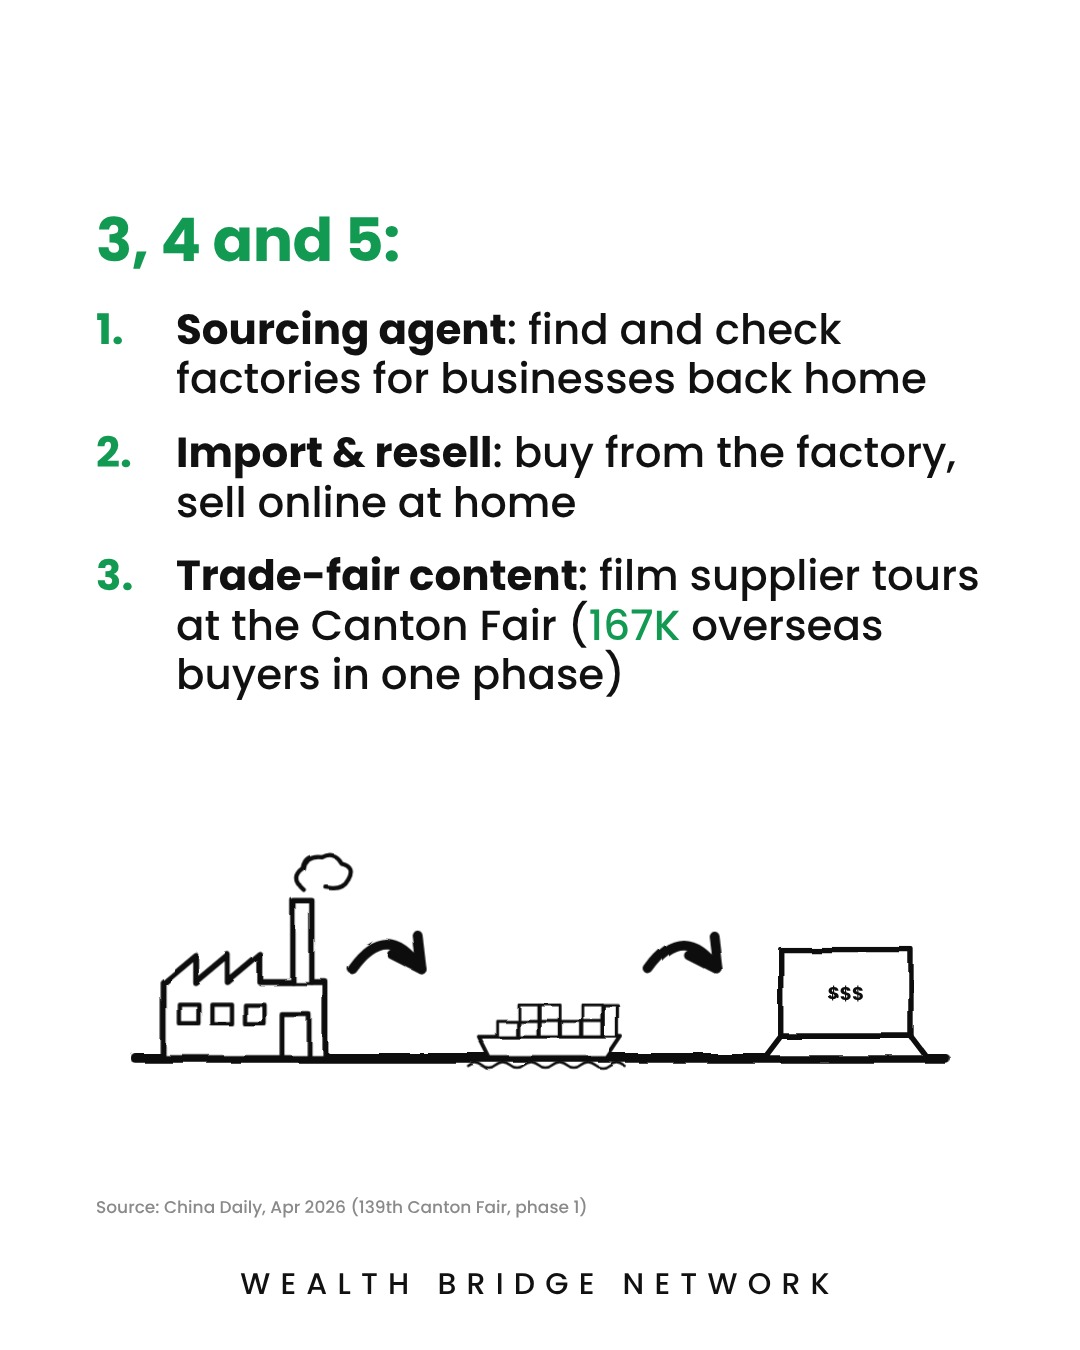 3, 4 and 5:
1. Sourcing agent: find and check
factories for businesses back home
2. Import & resell: buy from the factory,
sell online at home
3. Trade-fair content: film supplier tours
at the Canton Fair (167K overseas
buyers in one phase)
$$$
Source: China Daily, Apr 2026 (139th Canton Fair, phase 1)
WEALTH BRIDGE NETWORK